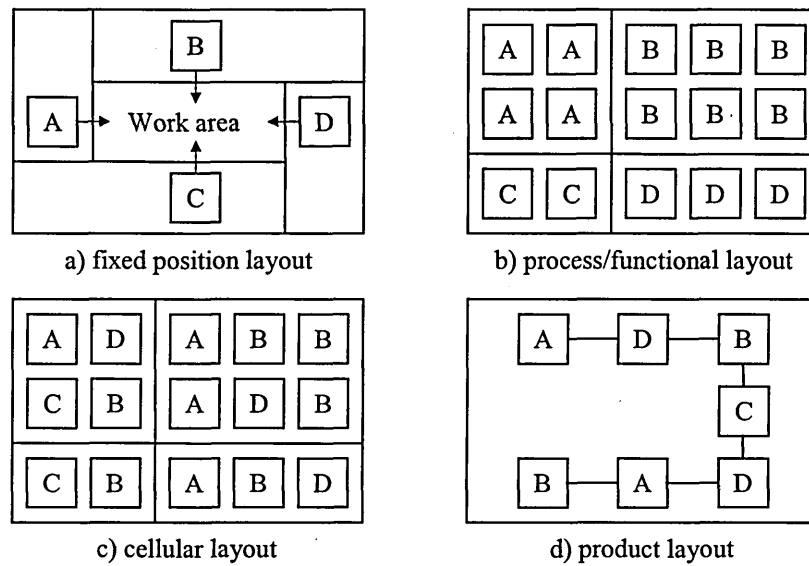 B
A Work area D
C
a) fixed position layout
A A B B B
A A B B B
C C D D D
b) process/functional layout
A D A B B
C B A D B
C B A B D
c) cellular layout
A D B
C
B A D
d) product layout